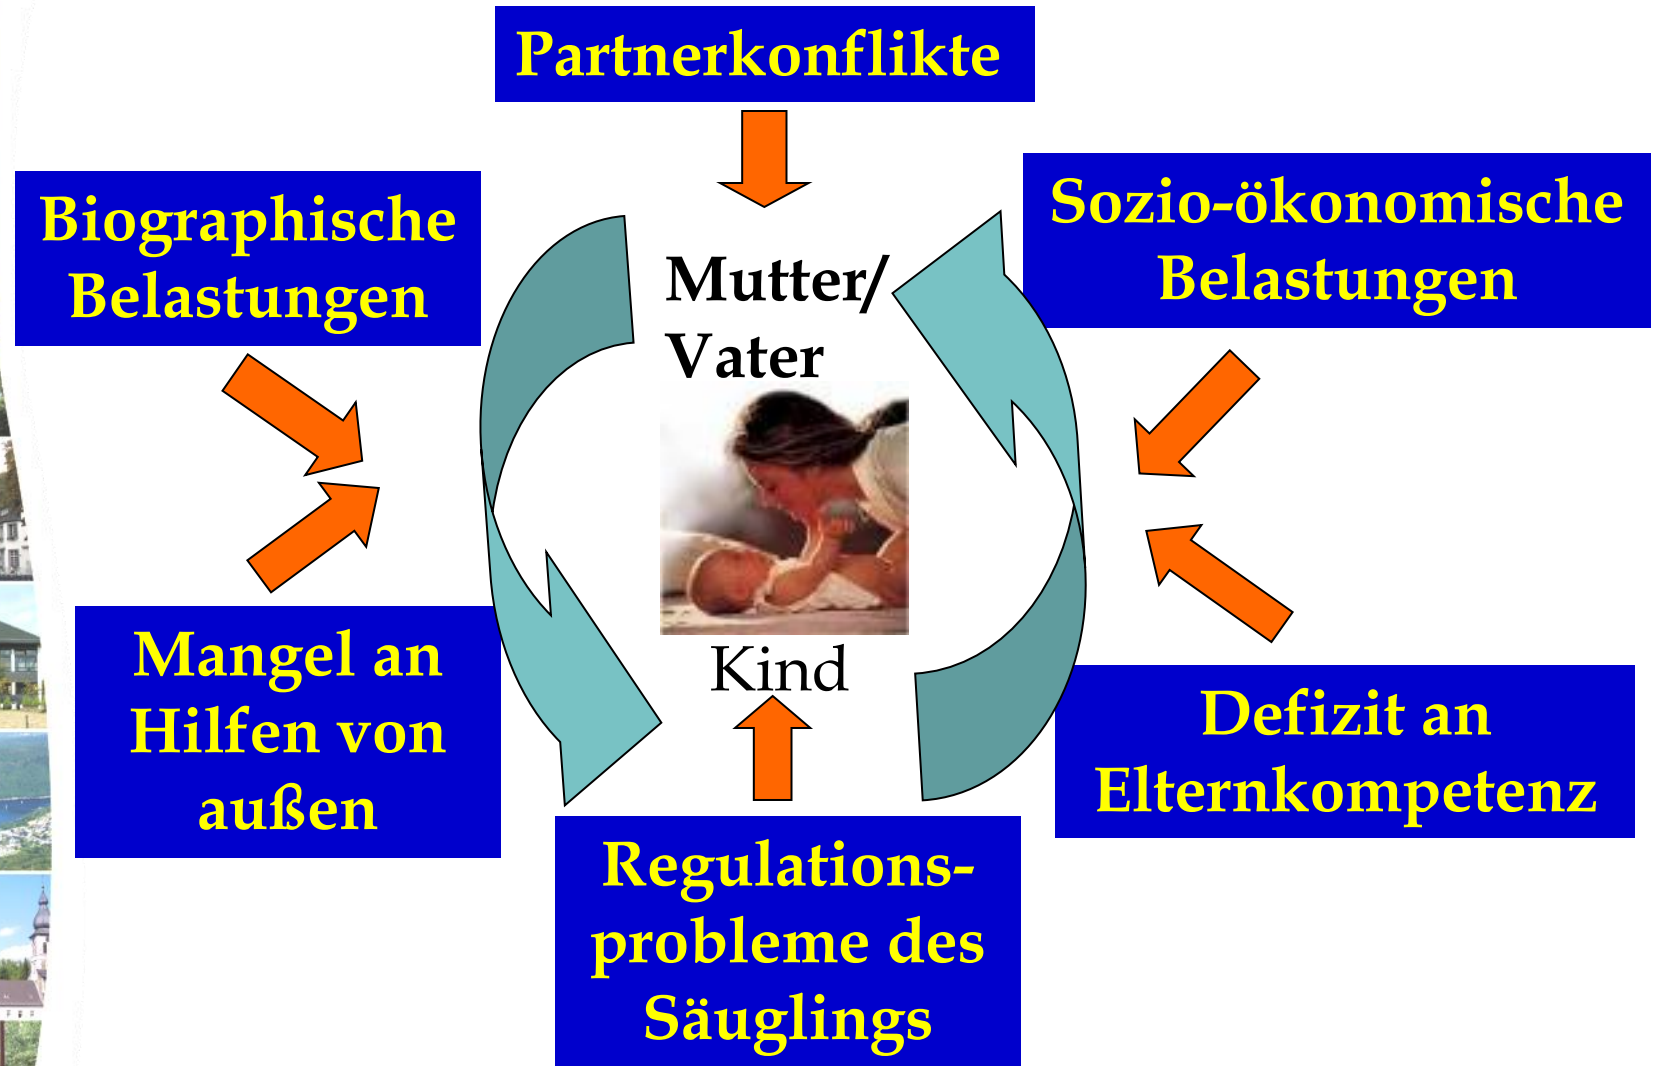 Partnerkonflikte
Biographische
Belastungen
Sozio-ökonomische
Belastungen
Mutter/
Vater
Kind
Mangel an
Hilfen von
außen
Defizit an
Elternkompetenz
Regulations-
probleme des
Säuglings